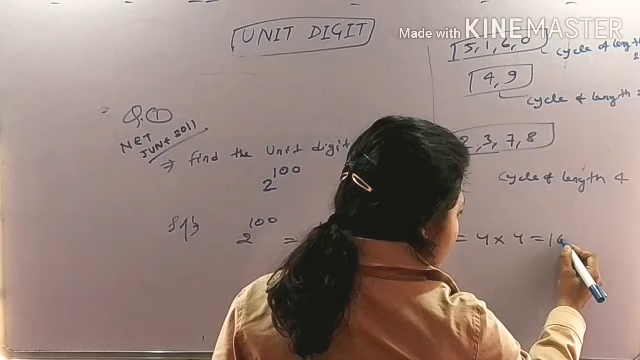 Made with KINEMASTER
UNIT DIGIT
5, 1, 6, 0
cycle of length
1
4, 9
cycle of length
2, 3, 7, 8
cycle of length 4
Q.①
NET
JUNE 2011
⇒ find the unit digit
2^100
2^100 =
= 4 × 4 = 16